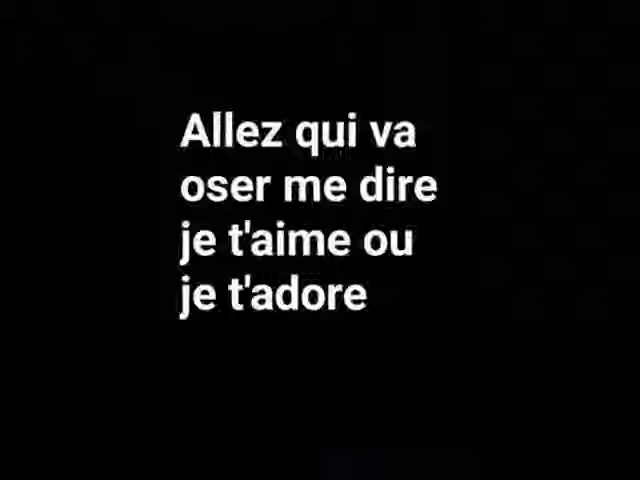 Allez qui va
oser me dire
je t'aime ou
je t'adore